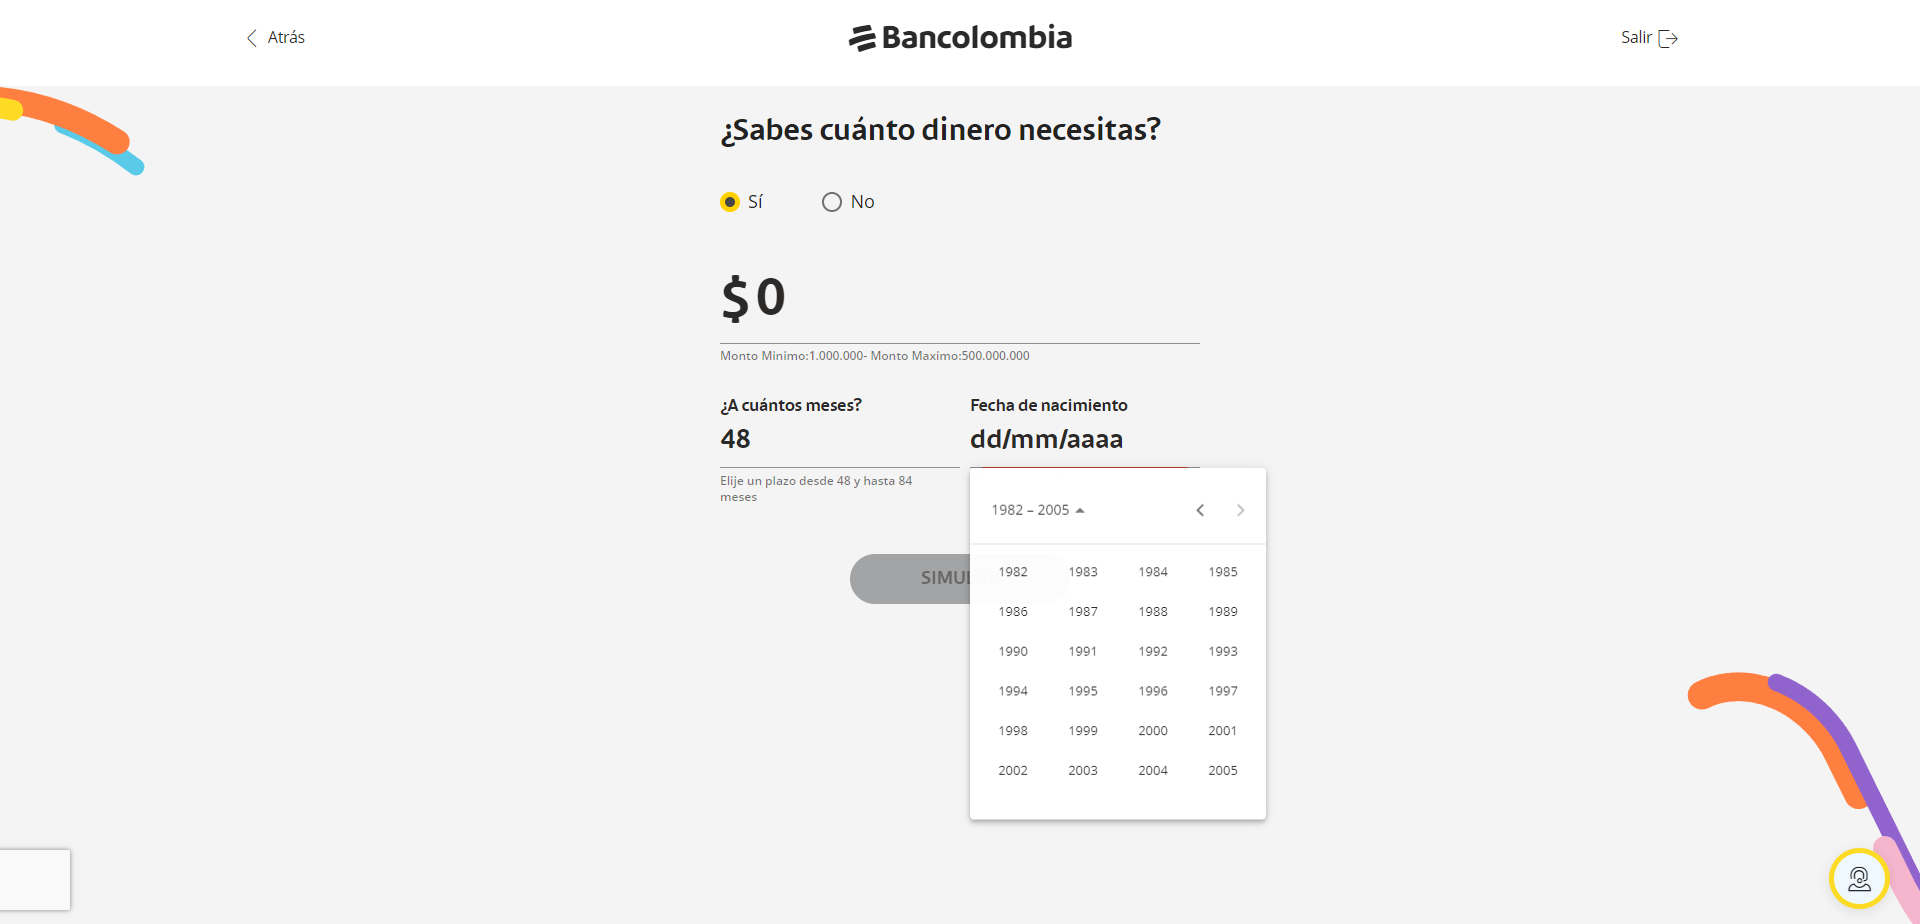 Atrás
Bancolombia
Salir
¿Sabes cuánto dinero necesitas?
Sí
No
$ 0
Monto Minimo:1.000.000- Monto Maximo:500.000.000
¿A cuántos meses?
Fecha de nacimiento
48
dd/mm/aaaa
Elije un plazo desde 48 y hasta 84
meses
1982 – 2005
SIMUL
1982 1983 1984 1985
1986 1987 1988 1989
1990 1991 1992 1993
1994 1995 1996 1997
1998 1999 2000 2001
2002 2003 2004 2005